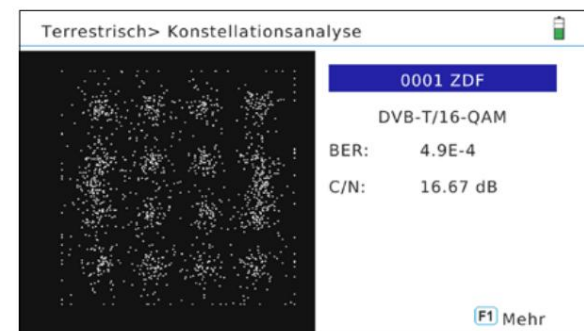 Terrestrisch> Konstellationsanalyse
0001 ZDF
DVB-T/16-QAM
BER: 4.9E-4
C/N: 16.67 dB
F1 Mehr